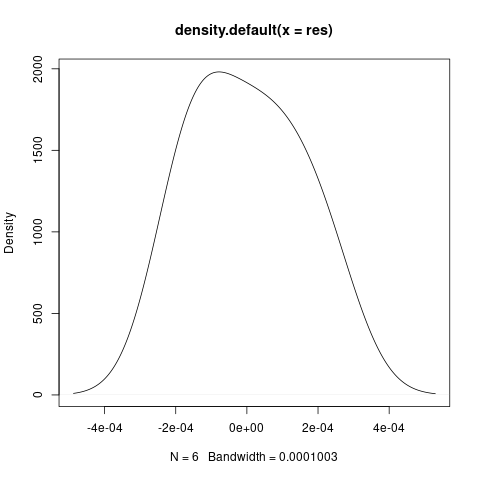 density.default(x = res)
Density
2000
1500
1000
500
0
-4e-04 -2e-04 0e+00 2e-04 4e-04
N = 6 Bandwidth = 0.0001003